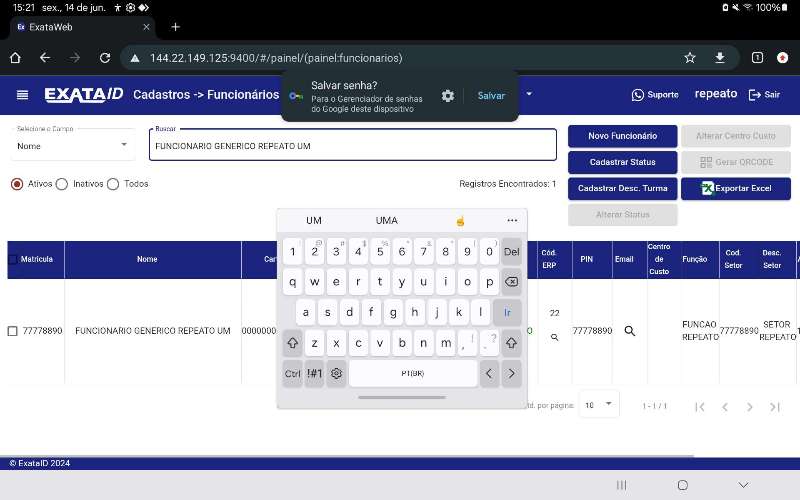 15:21 sex., 14 de jun. 100%
ExataWeb
144.22.149.125:9400/#/painel/(painel:funcionarios)
1
EXATA ID Cadastros -> Funcionários
Salvar senha?
Para o Gerenciador de senhas
do Google deste dispositivo
Salvar
Suporte repeato Sair
Selecione o Campo
Nome
Buscar
FUNCIONARIO GENERICO REPEATO UM
Novo Funcionário Alterar Centro Custo
Cadastrar Status Gerar QRCODE
Cadastrar Desc. Turma Exportar Excel
Alterar Status
Ativos Inativos Todos
Registros Encontrados: 1
UM UMA ...
1 2 3 4 5 6 7 8 9 0 Del
q w e r t y u i o p
a s d f g h j k l Ir
z x c v b n m , ! . ?
Ctrl !#1 PT(BR) < >
Matrícula Nome Car
Cód.
ERP
PIN Email
Centro
de
Custo
Função
Cod.
Setor
Desc.
Setor
77778890 FUNCIONARIO GENERICO REPEATO UM 00000000
O
22
77778890
FUNCAO
REPEATO
77778890
SETOR
REPEATO
1
td. por página: 10 1 - 1 / 1
© ExataID 2024